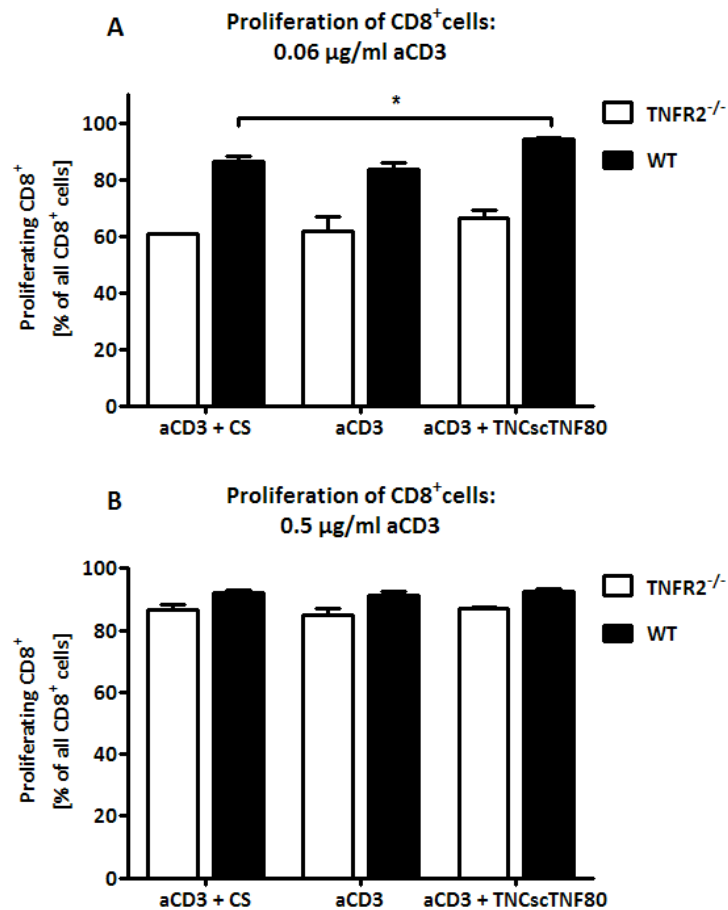 A
Proliferation of CD8⁺cells:
0.06 µg/ml aCD3
*
TNFR2⁻/⁻
WT
Proliferating CD8⁺
[% of all CD8⁺ cells]
100
80
60
40
20
0
aCD3 + CS
aCD3
aCD3 + TNCscTNF80
B
Proliferation of CD8⁺cells:
0.5 µg/ml aCD3
TNFR2⁻/⁻
WT
Proliferating CD8⁺
[% of all CD8⁺ cells]
100
80
60
40
20
0
aCD3 + CS
aCD3
aCD3 + TNCscTNF80